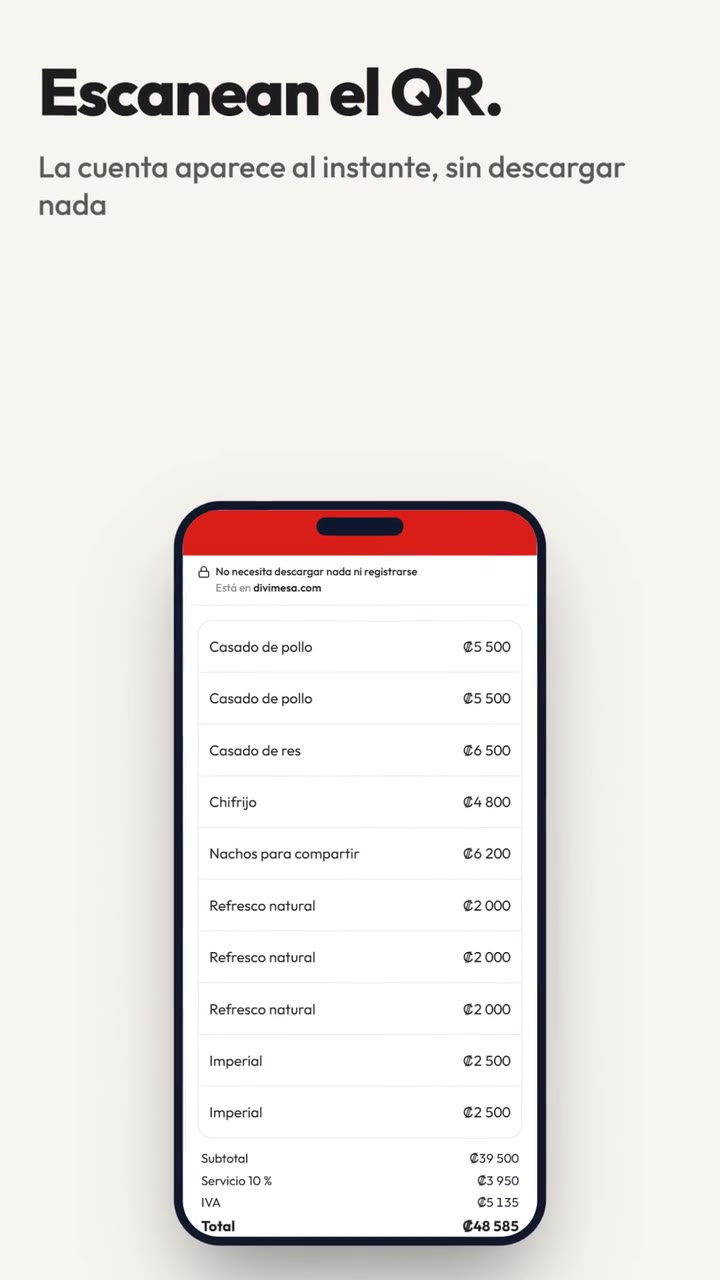 Escanean el QR.
La cuenta aparece al instante, sin descargar
nada
No necesita descargar nada ni registrarse
Está en divimesa.com
Casado de pollo ₡5 500
Casado de pollo ₡5 500
Casado de res ₡6 500
Chifrijo ₡4 800
Nachos para compartir ₡6 200
Refresco natural ₡2 000
Refresco natural ₡2 000
Refresco natural ₡2 000
Imperial ₡2 500
Imperial ₡2 500
Subtotal ₡39 500
Servicio 10 % ₡3 950
IVA ₡5 135
Total ₡48 585